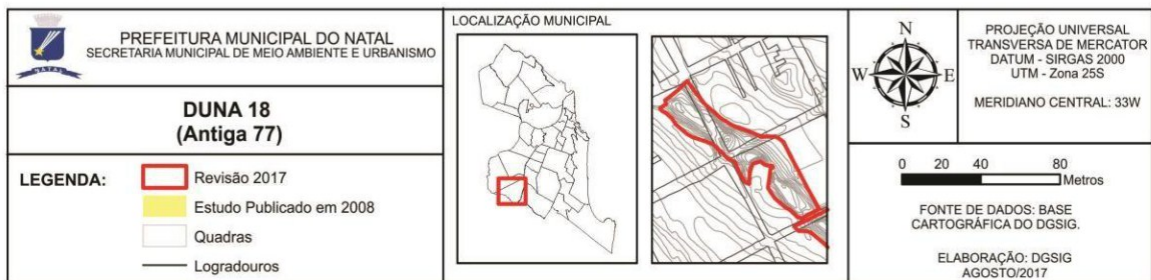 NATAL
PREFEITURA MUNICIPAL DO NATAL
SECRETARIA MUNICIPAL DE MEIO AMBIENTE E URBANISMO
DUNA 18
(Antiga 77)
LEGENDA:
Revisão 2017
Estudo Publicado em 2008
Quadras
Logradouros
LOCALIZAÇÃO MUNICIPAL
N
W E
S
PROJEÇÃO UNIVERSAL
TRANSVERSA DE MERCATOR
DATUM - SIRGAS 2000
UTM - Zona 25S
MERIDIANO CENTRAL: 33W
0 20 40 80
Metros
FONTE DE DADOS: BASE
CARTOGRÁFICA DO DGSIG.
ELABORAÇÃO: DGSIG
AGOSTO/2017